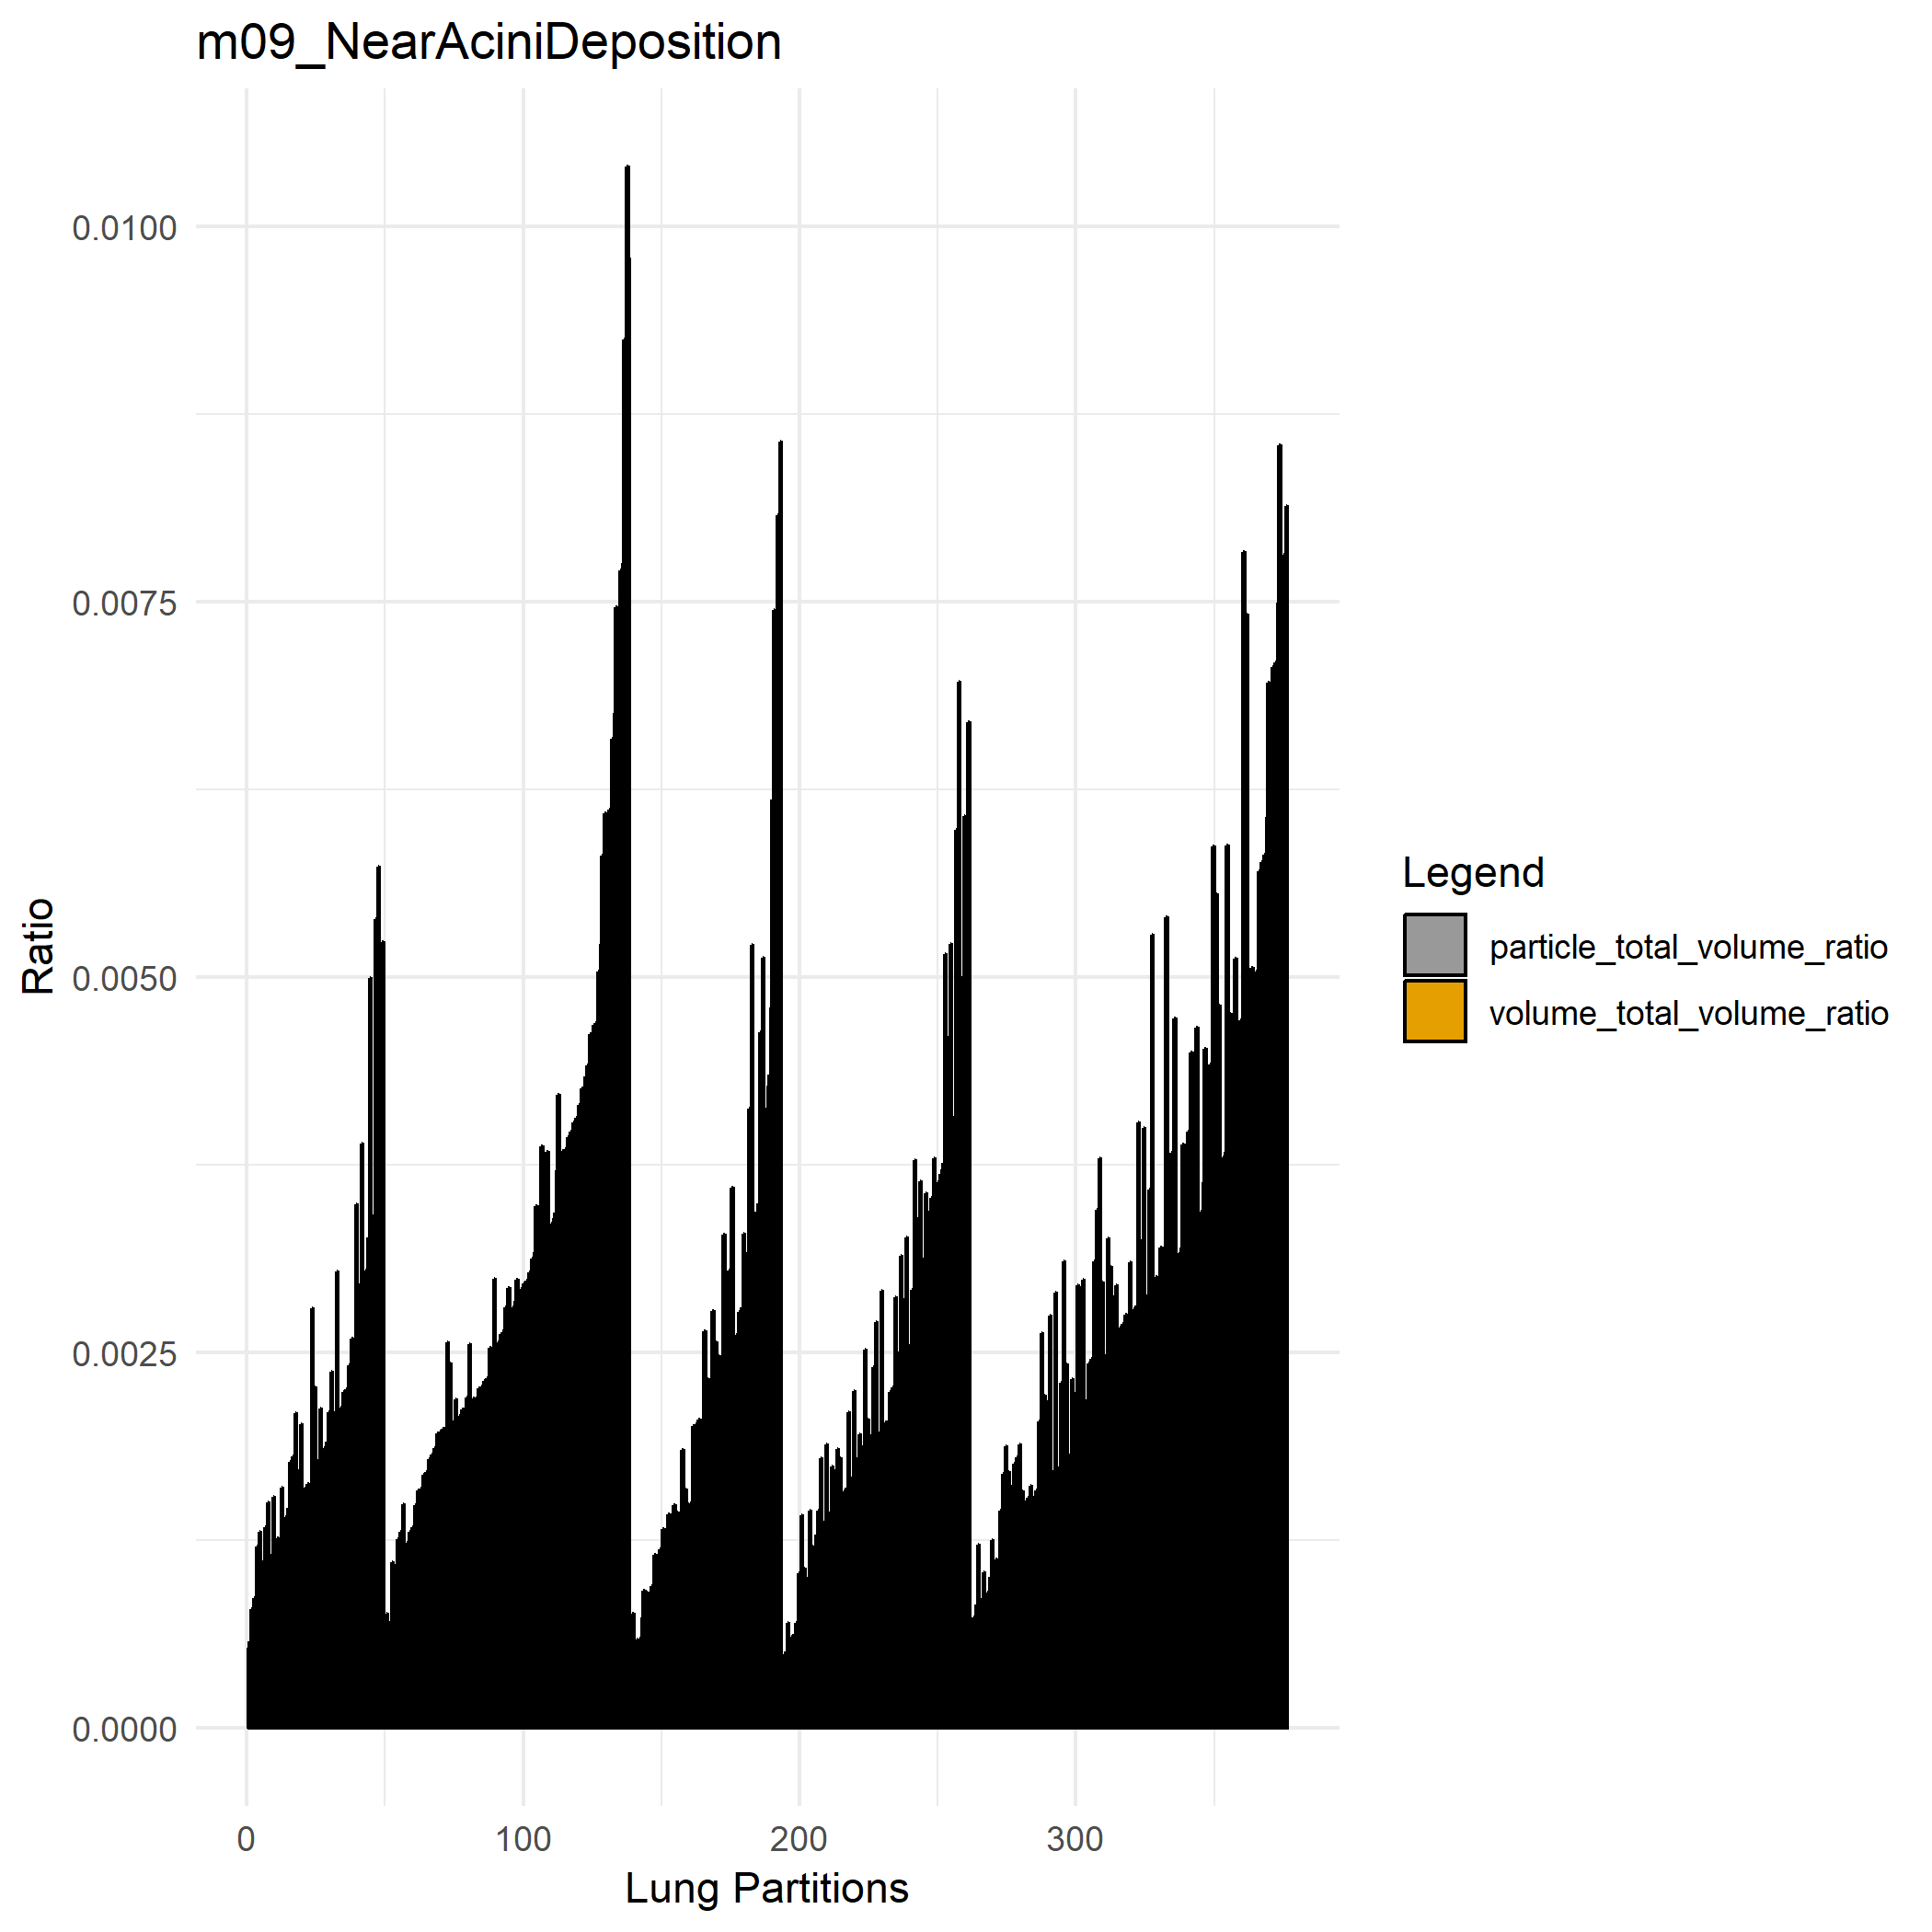 m09_NearAciniDeposition
0.0100
0.0075
0.0050
0.0025
0.0000
Ratio
0
100
200
300
Lung Partitions
Legend
particle_total_volume_ratio
volume_total_volume_ratio